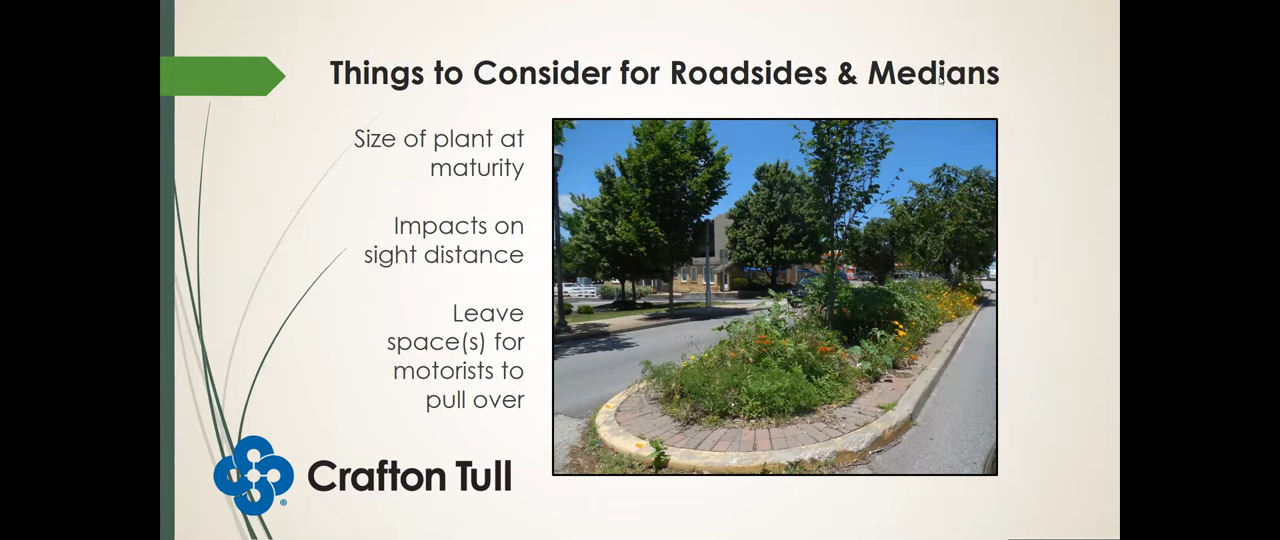 Things to Consider for Roadsides & Medians
Size of plant at
maturity
Impacts on
sight distance
Leave
space(s) for
motorists to
pull over
Crafton Tull
®